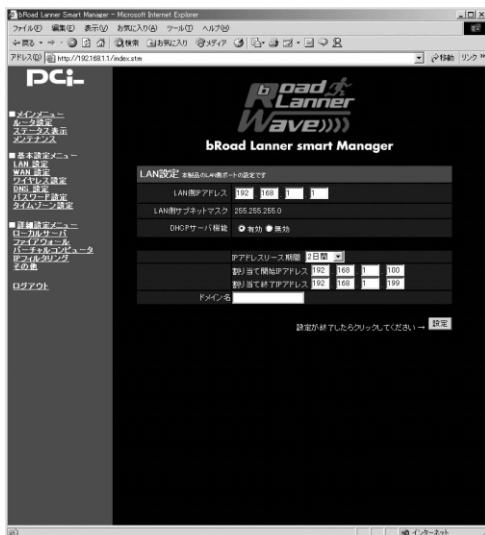 bRoad Lanner Smart Manager - Microsoft Internet Explorer
ファイル(F) 編集(E) 表示(V) お気に入り(A) ツール(T) ヘルプ(H)
戻る 検索 お気に入り メディア
アドレス(D) http://192.168.1.1/index.stm 移動 リンク »
PCi
bRoad Lanner Wave
bRoad Lanner smart Manager
■メインメニュー
ルータ設定
ステータス表示
メンテナンス
■基本設定メニュー
LAN 設定
WAN 設定
ワイヤレス設定
DNS 設定
パスワード設定
タイムゾーン設定
■詳細設定メニュー
ローカルサーバ
ファイアウォール
バーチャルコンピュータ
IPフィルタリング
その他
ログアウト
LAN設定 本製品のLAN側ポートの設定です
LAN側IPアドレス 192 168 1 1
LAN側サブネットマスク 255.255.255.0
DHCPサーバ機能 有効 無効
IPアドレスリース期間 2日間
割り当て開始IPアドレス 192 168 1 100
割り当て終了IPアドレス 192 168 1 199
ドメイン名
設定が終了したらクリックしてください→ 設定
インターネット